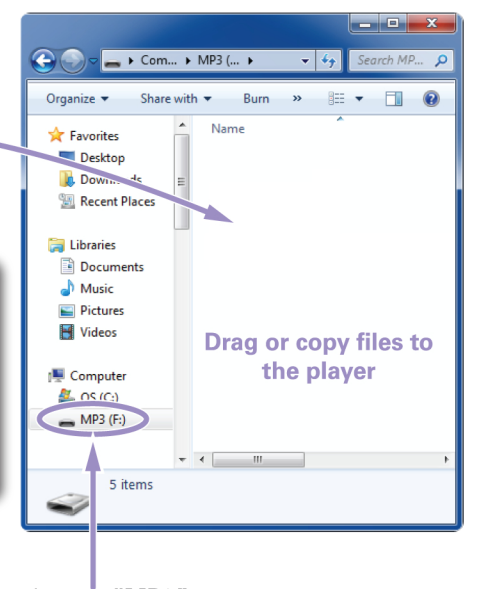 Com... MP3 (...
Search MP...
Organize Share with Burn »
Name
Favorites
Desktop
Downloads
Recent Places
Libraries
Documents
Music
Pictures
Videos
Drag or copy files to
the player
Computer
OS (C:)
MP3 (F:)
5 items